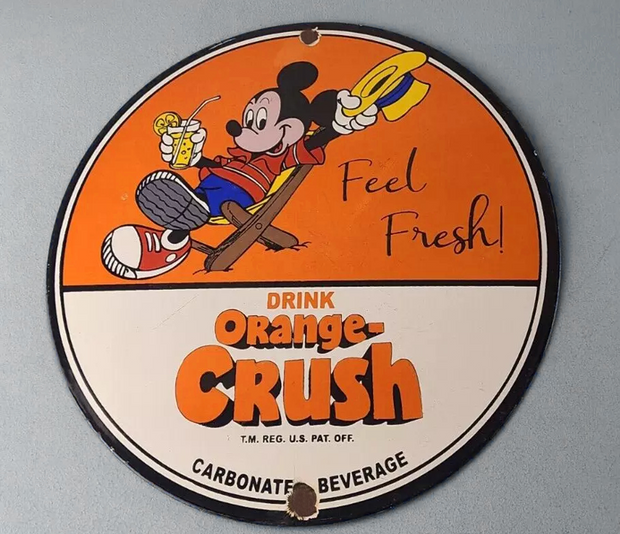 Feel
Fresh!
DRINK
Orange-
CRUSH
T.M. REG. U.S. PAT. OFF.
CARBONATE BEVERAGE